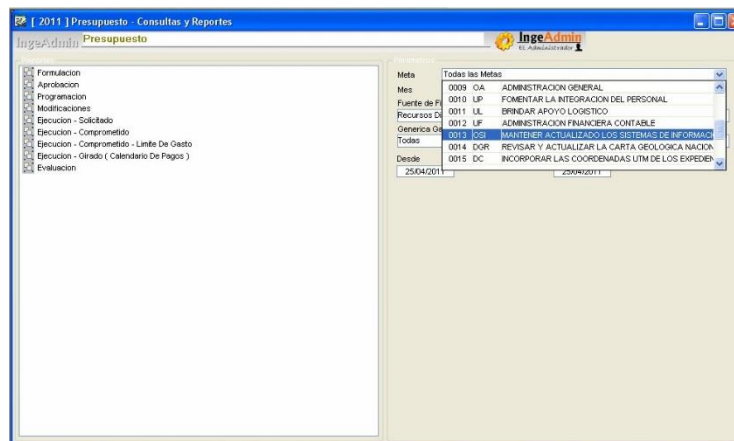 [ 2011 ] Presupuesto - Consultas y Reportes
IngeAdmin Presupuesto
IngeAdmin
EL Administrador
Reportes
Formulacion
Aprobacion
Programacion
Modificaciones
Ejecucion - Solicitado
Ejecucion - Comprometido
Ejecucion - Comprometido - Limite De Gasto
Ejecucion - Girado ( Calendario De Pagos )
Evaluacion
Parametros
Meta Todas las Metas
Mes
Fuente de Fi
Recursos Di
Generica Ga
Todas
0009 OA ADMINISTRACION GENERAL
0010 UP FOMENTAR LA INTEGRACION DEL PERSONAL
0011 UL BRINDAR APOYO LOGISTICO
0012 UF ADMINISTRACION FINANCIERA CONTABLE
0013 OSI MANTENER ACTUALIZADO LOS SISTEMAS DE INFORMACI
0014 DGR REVISAR Y ACTUALIZAR LA CARTA GEOLOGICA NACION
0015 DC INCORPORAR LAS COORDENADAS UTM DE LOS EXPEDIEN
Desde
25/04/2011 25/04/2011